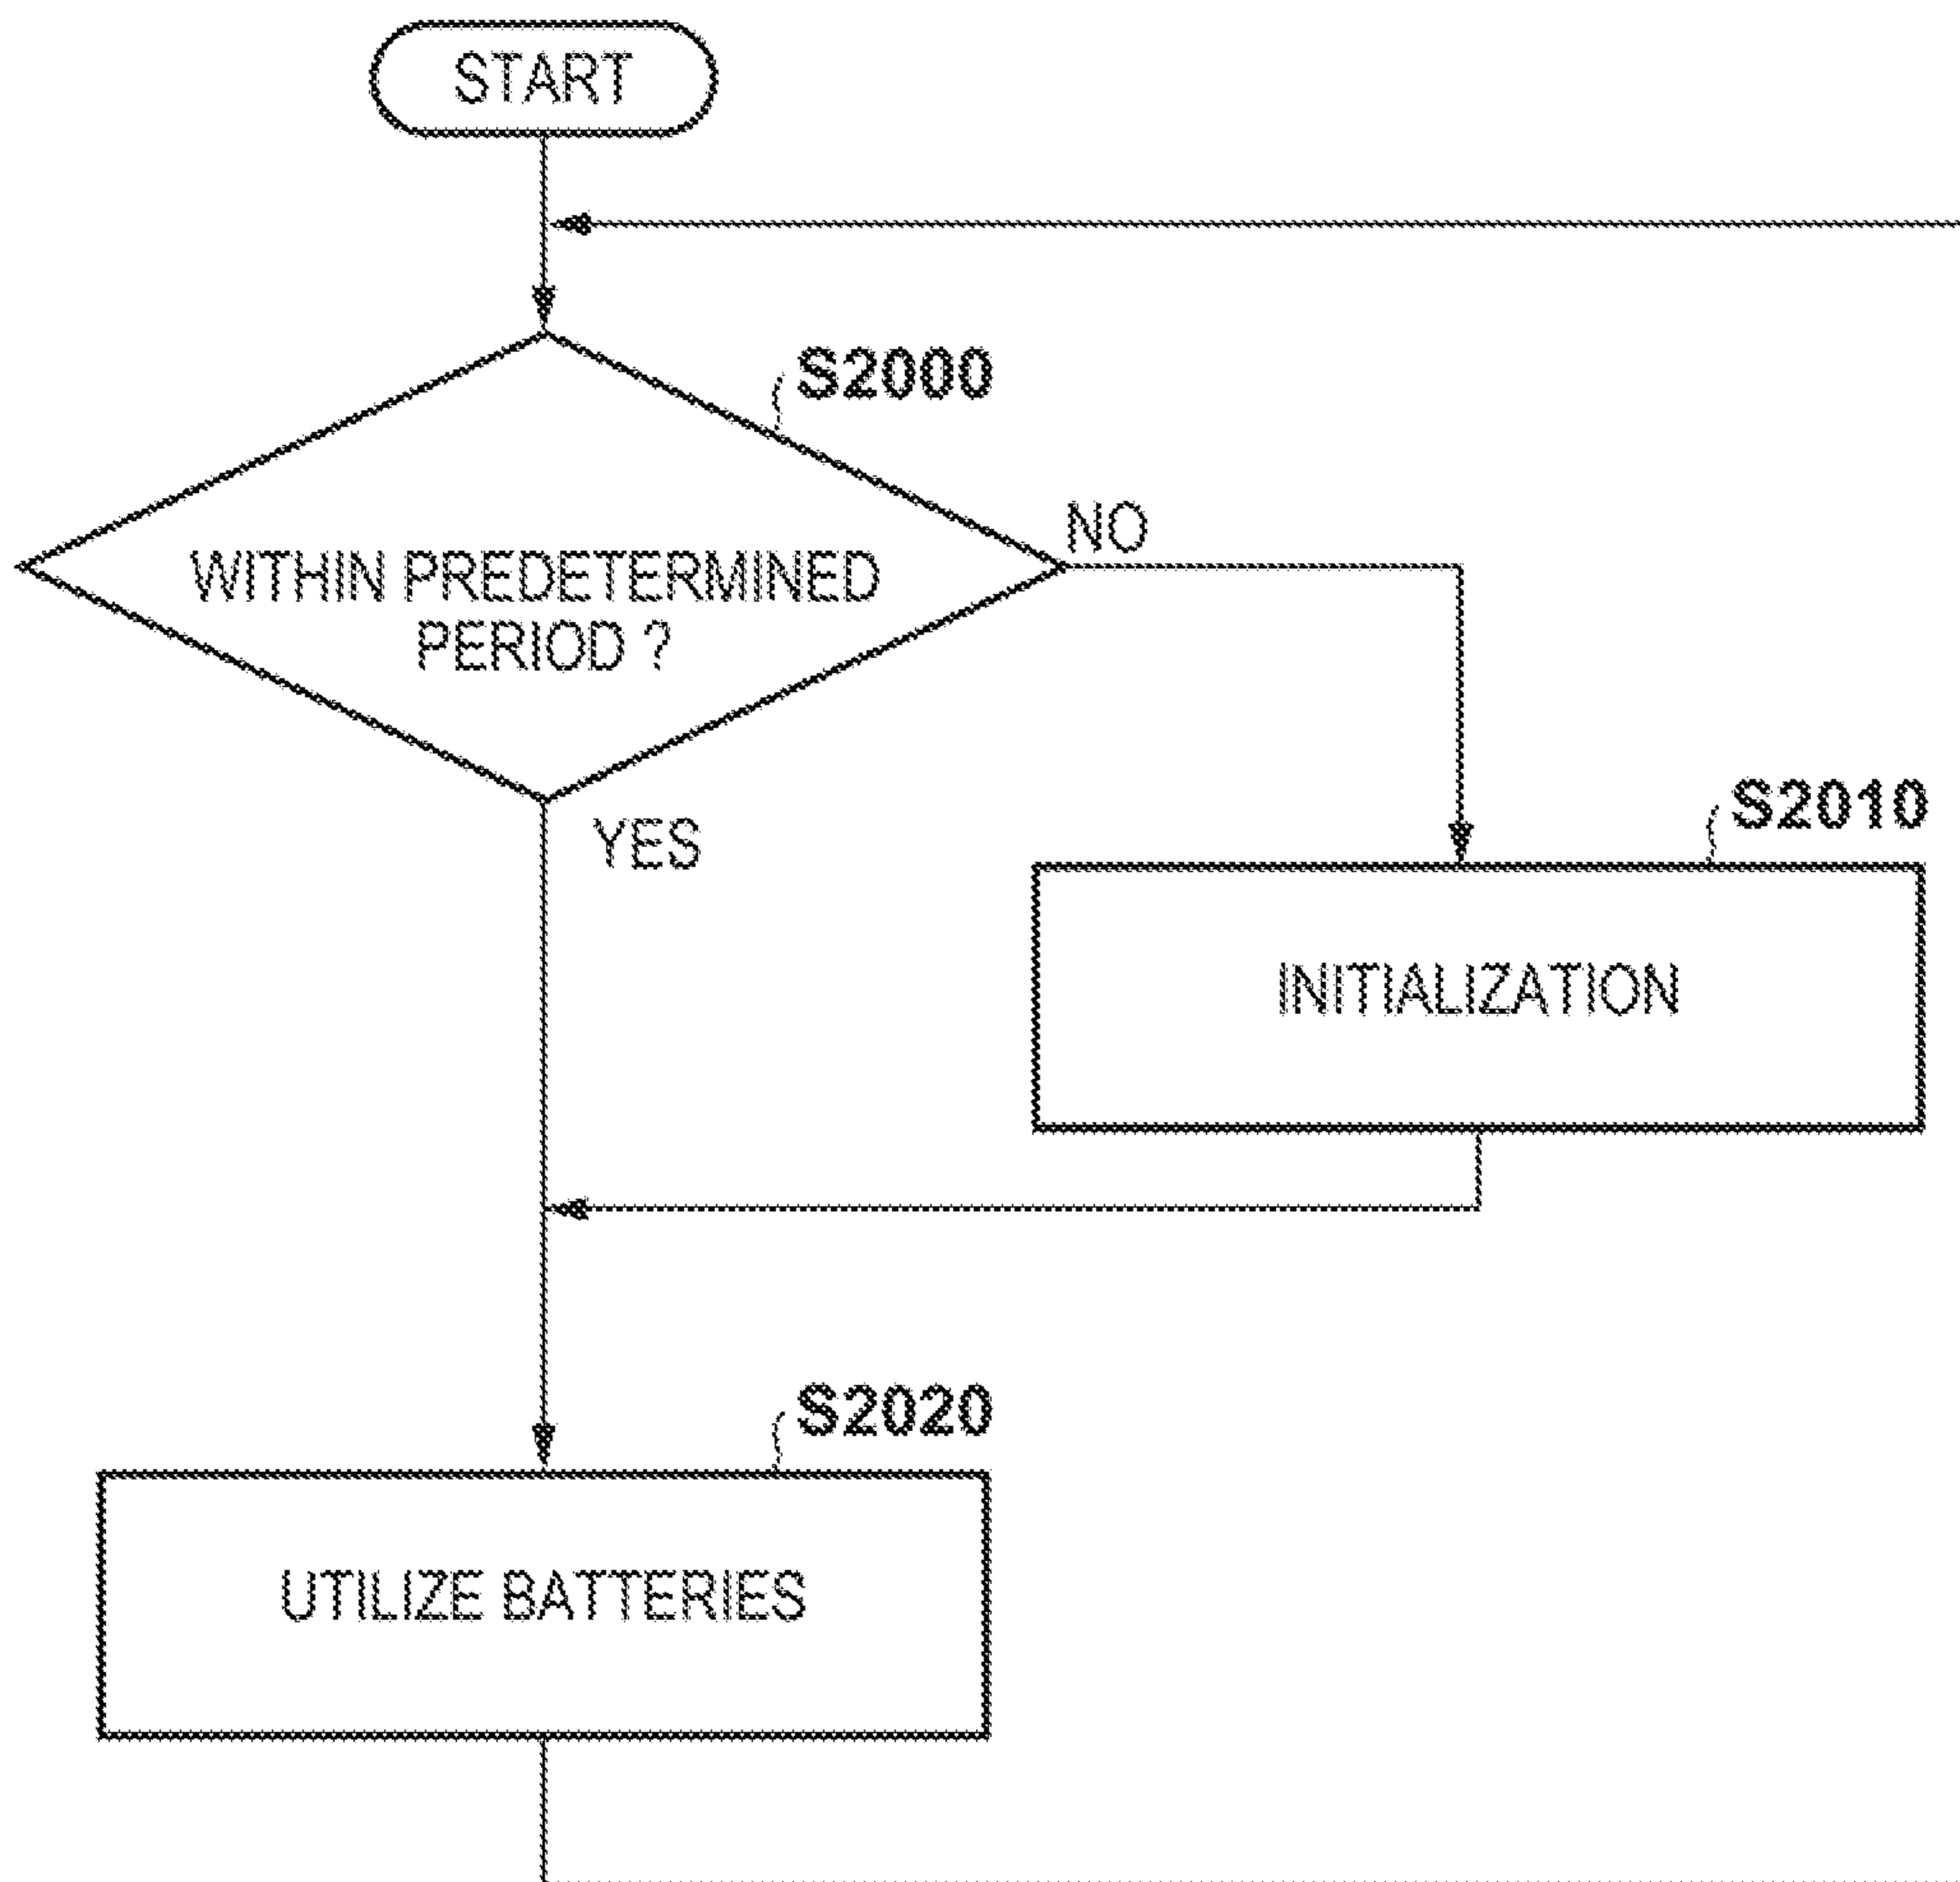 START
S2000
NO
WITHIN PREDETERMINED
PERIOD ?
YES
S2010
INITIALIZATION
S2020
UTILIZE BATTERIES